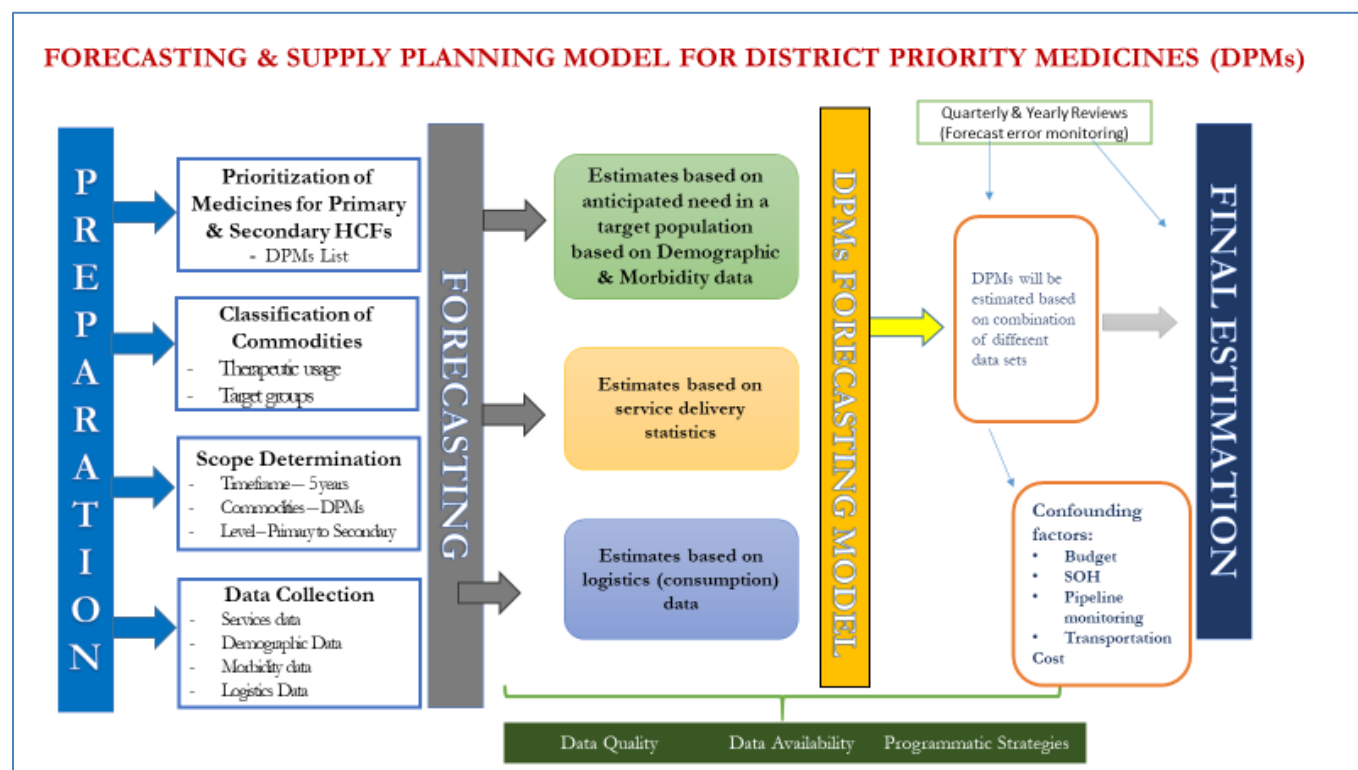 FORECASTING & SUPPLY PLANNING MODEL FOR DISTRICT PRIORITY MEDICINES (DPMs)
PREPARATION
Prioritization of
Medicines for Primary
& Secondary HCFs
- DPMs List
Classification of
Commodities
- Therapeutic usage
- Target groups
Scope Determination
- Timeframe— 5 years
- Commodities—DPMs
- Level—Primary to Secondary
Data Collection
- Services data
- Demographic Data
- Morbidity data
- Logistics Data
FORECASTING
Estimates based on
anticipated need in a
target population
based on Demographic
& Morbidity data
Estimates based on
service delivery
statistics
Estimates based on
logistics (consumption)
data
DPMs FORECASTING MODEL
Quarterly & Yearly Reviews
(Forecast error monitoring)
DPMs will be
estimated based
on combination
of different
data sets
Confounding
factors:
• Budget
• SOH
• Pipeline
monitoring
• Transportation
Cost
FINAL ESTIMATION
Data Quality Data Availability Programmatic Strategies